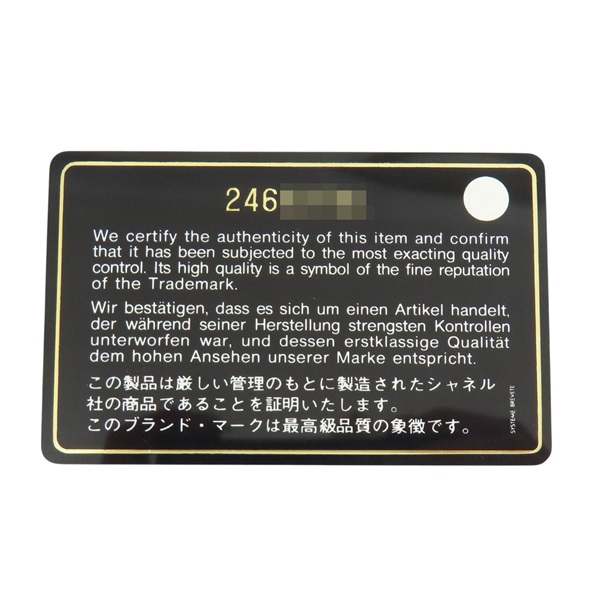 246
We certify the authenticity of this item and confirm
that it has been subjected to the most exacting quality
control. Its high quality is a symbol of the fine reputation
of the Trademark.
Wir bestätigen, dass es sich um einen Artikel handelt,
der während seiner Herstellung strengsten Kontrollen
unterworfen war, und dessen erstklassige Qualität
dem hohen Ansehen unserer Marke entspricht.
この製品は厳しい管理のもとに製造されたシャネル
社の商品であることを証明いたします。
このブランド・マークは最高級品質の象徴です。
SYSTEME BREVETE